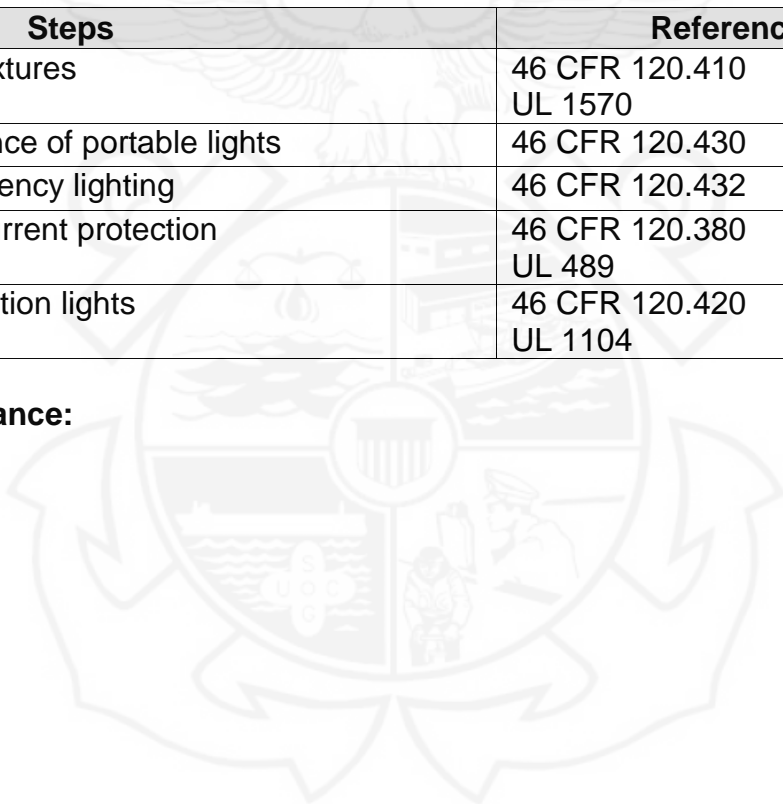 Steps Referenc
xtures 46 CFR 120.410
UL 1570
nce of portable lights 46 CFR 120.430
ency lighting 46 CFR 120.432
rrent protection 46 CFR 120.380
UL 489
tion lights 46 CFR 120.420
UL 1104
ance:
S
U Q C
G